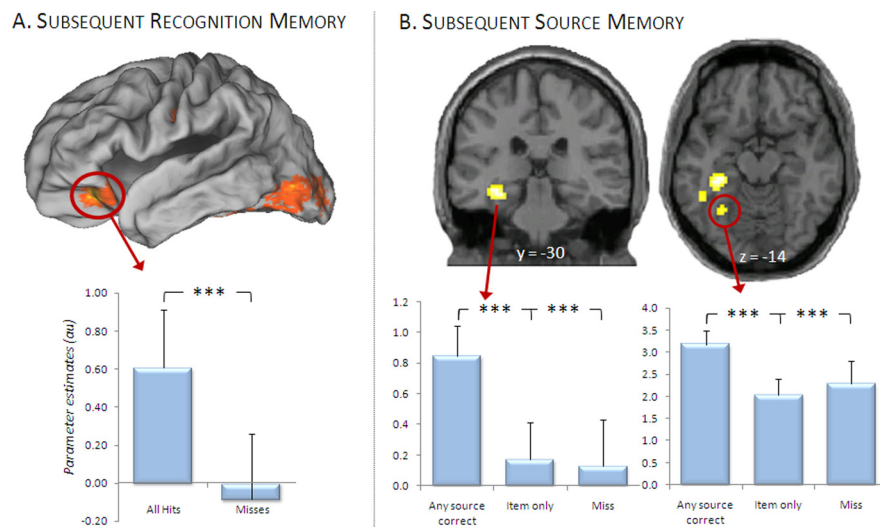 A. SUBSEQUENT RECOGNITION MEMORY
B. SUBSEQUENT SOURCE MEMORY
y = -30
z = -14
Parameter estimates (au)
1.00
0.80
0.60
0.40
0.20
0.00
-0.20
***
All Hits
Misses
1.2
1.0
0.8
0.6
0.4
0.2
0.0
*** ***
Any source correct
Item only
Miss
4.0
3.5
3.0
2.5
2.0
1.5
1.0
0.5
0.0
*** ***
Any source correct
Item only
Miss